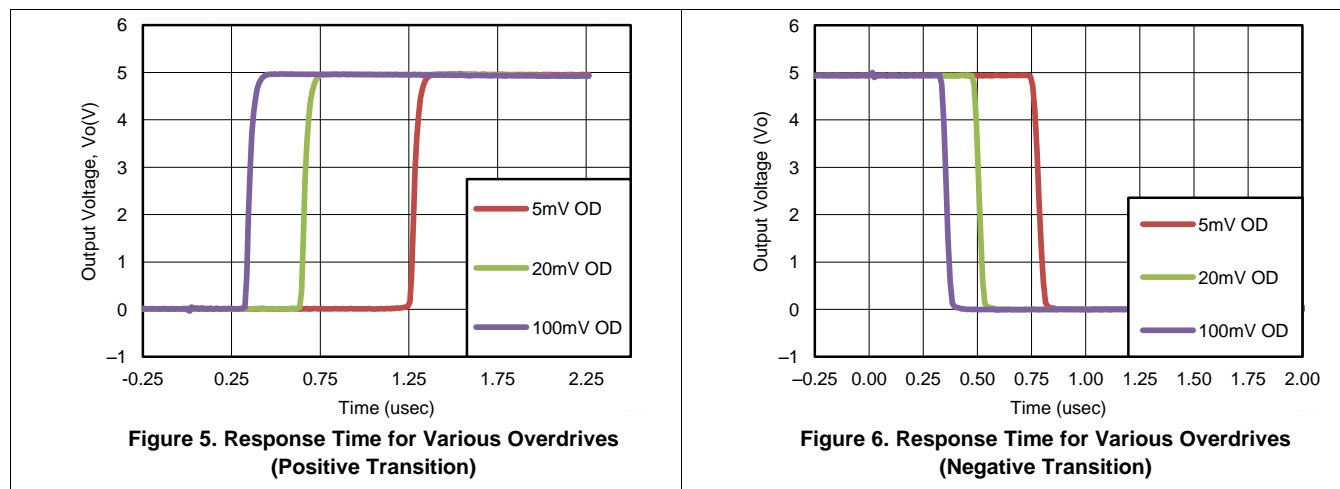 6
5
4
3
2
1
0
–1
Output Voltage, Vo(V)
5mV OD
20mV OD
100mV OD
-0.25 0.25 0.75 1.25 1.75 2.25
Time (usec)
Figure 5. Response Time for Various Overdrives
(Positive Transition)
6
5
4
3
2
1
0
–1
Output Voltage (Vo)
5mV OD
20mV OD
100mV OD
–0.25 0.00 0.25 0.50 0.75 1.00 1.25 1.50 1.75 2.00
Time (usec)
Figure 6. Response Time for Various Overdrives
(Negative Transition)